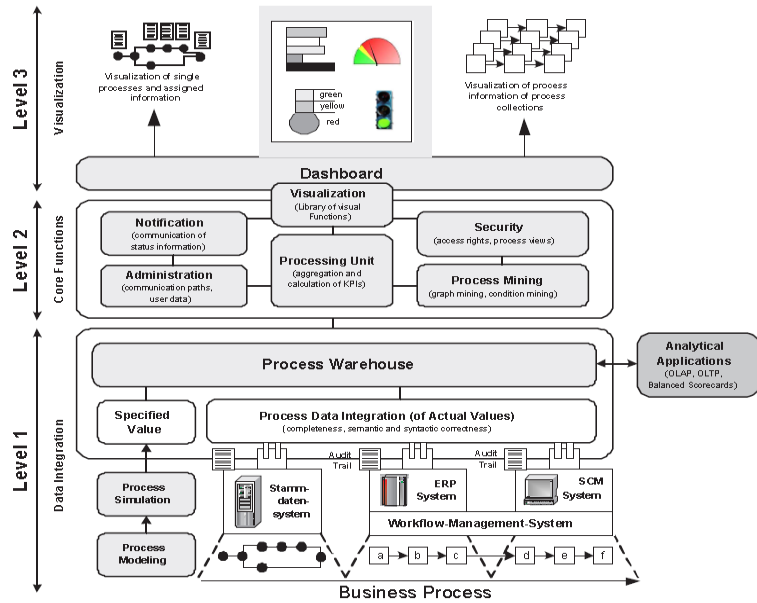 Level 3
Visualization
Visualization of single
processes and assigned
information
green
yellow
red
Visualization of process
information of process
collections
Dashboard
Level 2
Core Functions
Visualization
(Library of visual
Functions)
Notification
(communication of
status information)
Security
(access rights, process views)
Processing Unit
(aggregation and
calculation of KPIs)
Administration
(communication paths,
user data)
Process Mining
(graph mining, condition mining)
Level 1
Data Integration
Process Warehouse
Analytical
Applications
(OLAP, OLTP,
Balanced Scorecards)
Specified
Value
Process Data Integration (of Actual Values)
(completeness, semantic and syntactic correctness)
Audit
Trail
Audit
Trail
Process
Simulation
Stamm-
daten-
system
ERP
System
SCM
System
Workflow-Management-System
Process
Modeling
a
b
c
d
e
f
Business Process